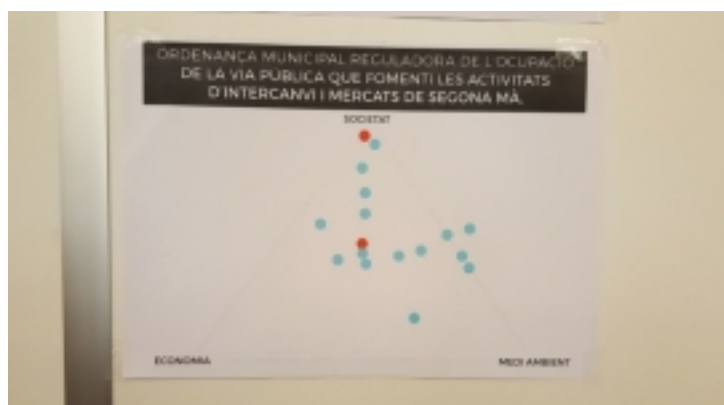 ORDENANÇA MUNICIPAL REGULADORA DE L'OCUPACIÓ
DE LA VIA PÚBLICA QUE FOMENTI LES ACTIVITATS
D'INTERCANVI I MERCATS DE SEGONA MÀ.
SOCIETAT
ECONOMIA
MEDI AMBIENT